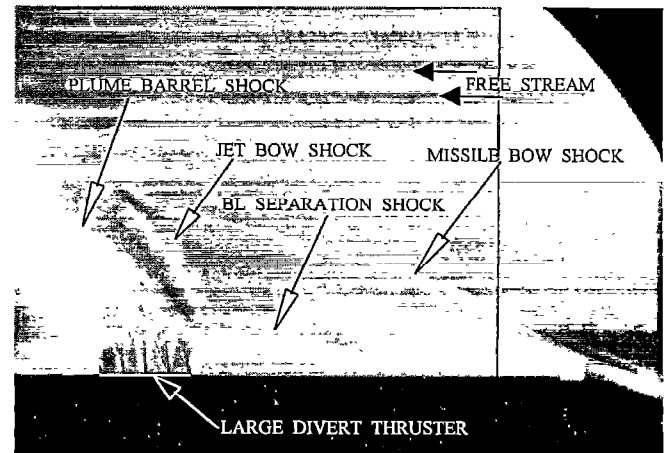 PLUME BARREL SHOCK
FREE STREAM
JET BOW SHOCK
MISSILE BOW SHOCK
BL SEPARATION SHOCK
LARGE DIVERT THRUSTER